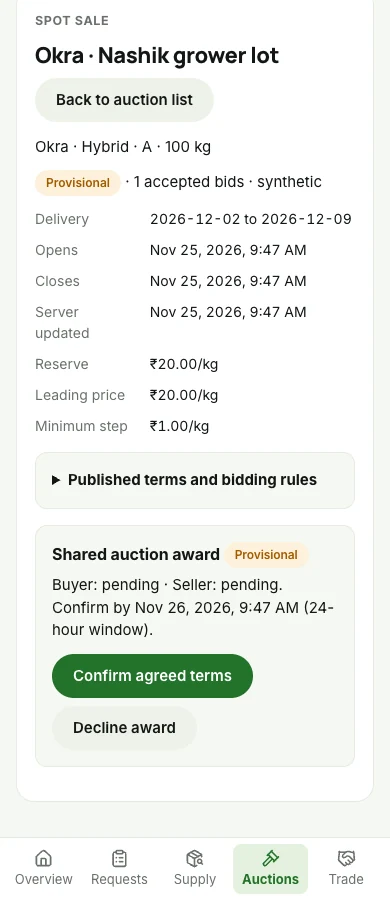 SPOT SALE
Okra · Nashik grower lot
Back to auction list
Okra · Hybrid · A · 100 kg
Provisional · 1 accepted bids · synthetic
Delivery 2026-12-02 to 2026-12-09
Opens Nov 25, 2026, 9:47 AM
Closes Nov 25, 2026, 9:47 AM
Server Nov 25, 2026, 9:47 AM
updated
Reserve ₹20.00/kg
Leading price ₹20.00/kg
Minimum step ₹1.00/kg
▶ Published terms and bidding rules
Shared auction award Provisional
Buyer: pending · Seller: pending.
Confirm by Nov 26, 2026, 9:47 AM (24-
hour window).
Confirm agreed terms
Decline award
Overview Requests Supply Auctions Trade